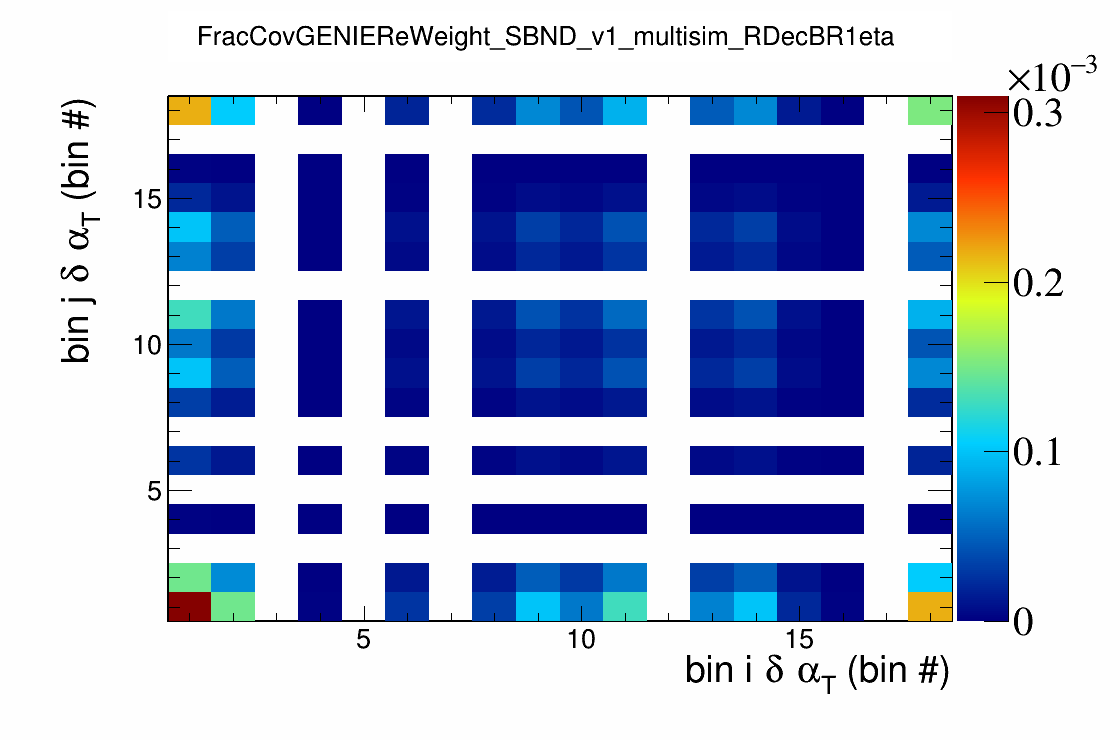 FracCovGENIEReWeight_SBND_v1_multisim_RDecBR1eta
×10⁻³
0.3
0.2
0.1
0
bin j δ α_T (bin #)
15
10
5
5 10 15
bin i δ α_T (bin #)